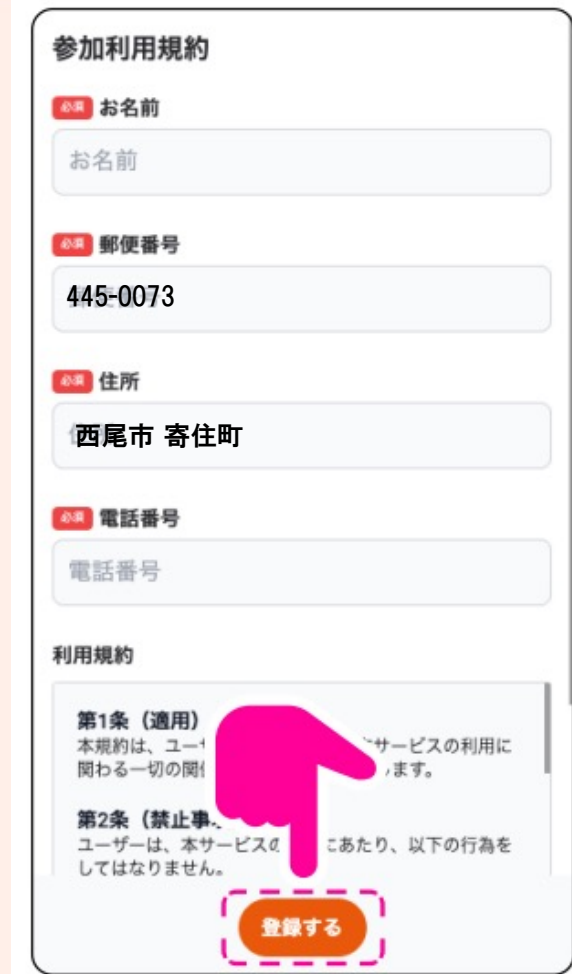 参加利用規約
必須 お名前
お名前
必須 郵便番号
445-0073
必須 住所
西尾市 寄住町
必須 電話番号
電話番号
利用規約
第1条（適用）
本規約は、ユー サービスの利用に
関わる一切の関 ます。
第2条（禁止事
ユーザーは、本サービスの にあたり、以下の行為を
してはなりません。
登録する